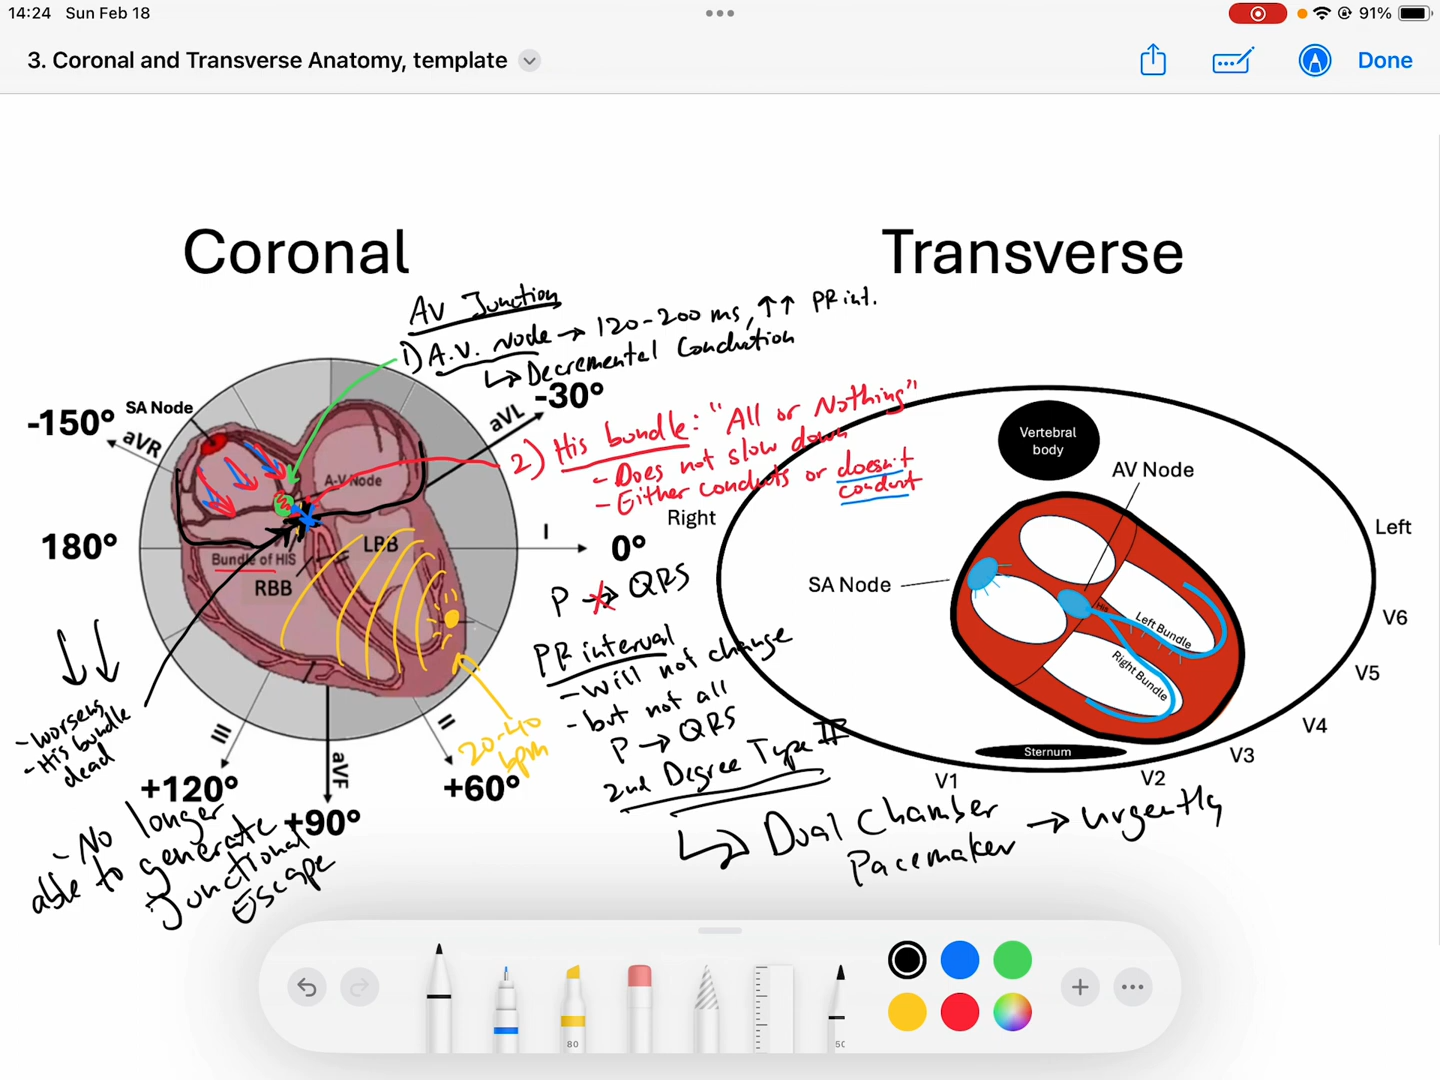 14:24 Sun Feb 18
91%
3. Coronal and Transverse Anatomy, template
Done
Coronal
Transverse
AV Junction
1) A.V. Node → 120-200 ms, ↑↑ PR int.
↳ Decremental Conduction
-30°
aVL
-150°
aVR
SA Node
A-V Node
2) His bundle: "All or Nothing"
- Does not slow down
- Either conducts or doesn't
conduct
180°
Bundle of HIS
LBB
RBB
I
0°
P → QRS
PR interval
- will not change
- but not all
P → QRS
2nd Degree Type II
↳ Dual Chamber → urgently
Pacemaker
20-40
bpm
II
+60°
III
+120°
aVF
+90°
↓↓
- worsens
- His bundle
dead
- No longer
able to generate
Junctional
Escape
Vertebral
body
AV Node
Right
Left
SA Node
His
Left Bundle
Right Bundle
Sternum
V6
V5
V4
V3
V2
V1
80
50